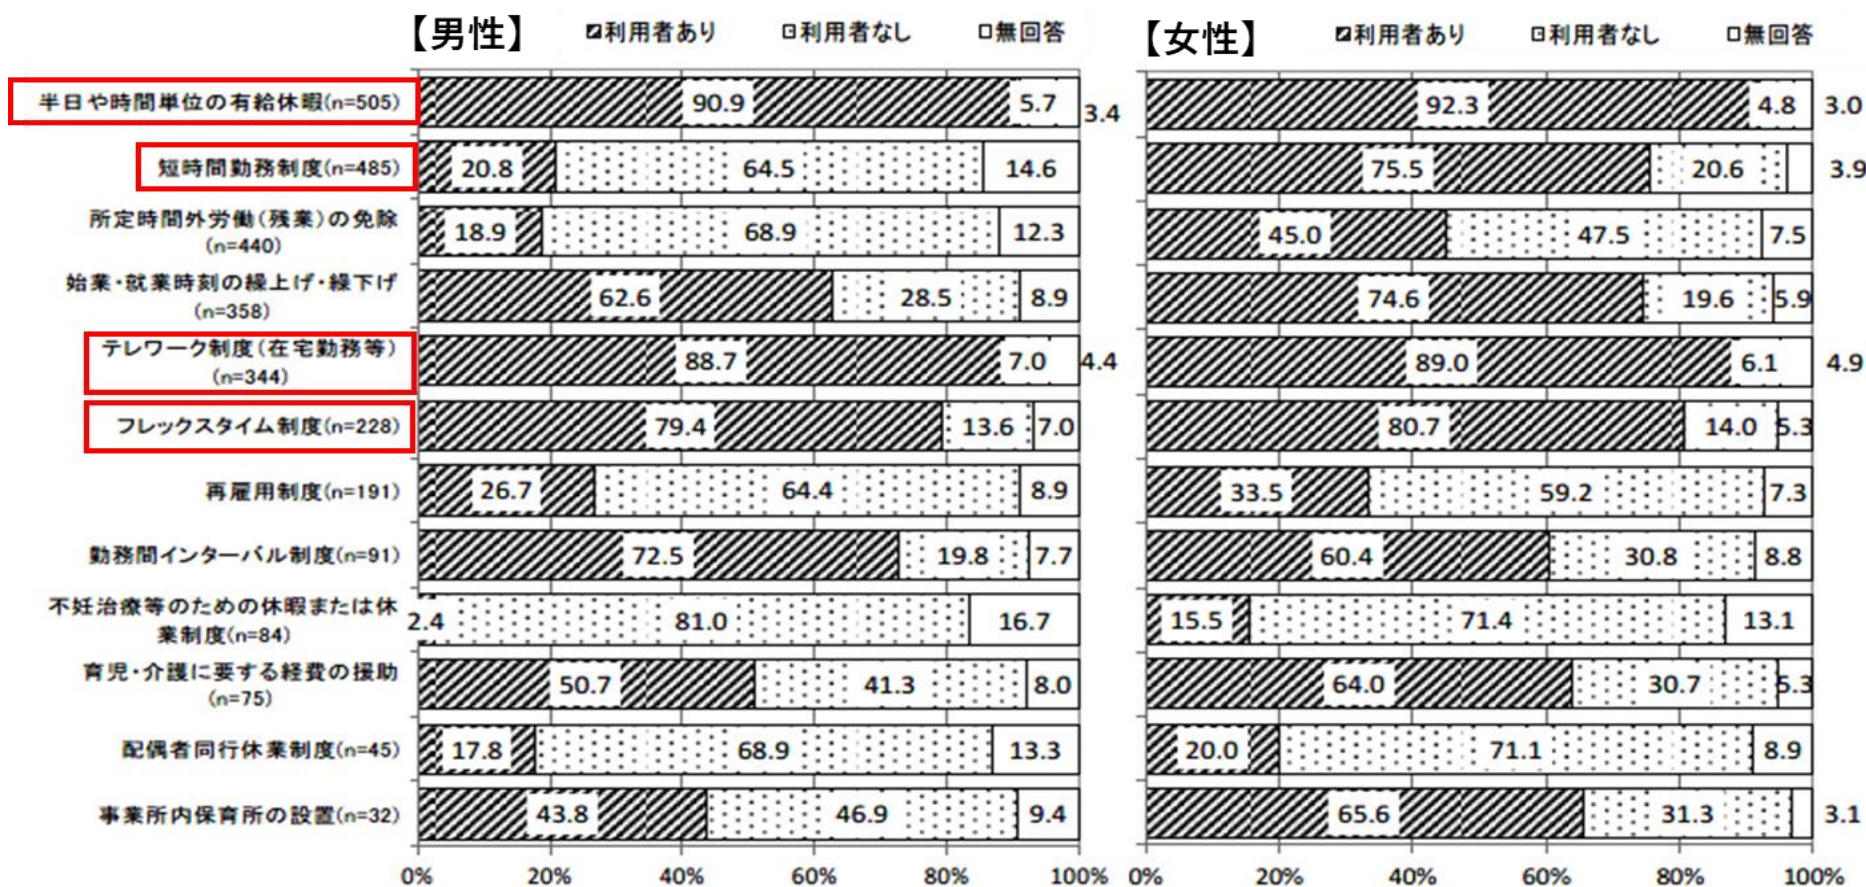 【男性】 利用者あり 利用者なし 無回答 【女性】 利用者あり 利用者なし 無回答
半日や時間単位の有給休暇(n=505) 90.9 5.7 3.4 92.3 4.8 3.0
短時間勤務制度(n=485) 20.8 64.5 14.6 75.5 20.6 3.9
所定時間外労働(残業)の免除
(n=440) 18.9 68.9 12.3 45.0 47.5 7.5
始業・就業時刻の繰上げ・繰下げ
(n=358) 62.6 28.5 8.9 74.6 19.6 5.9
テレワーク制度(在宅勤務等)
(n=344) 88.7 7.0 4.4 89.0 6.1 4.9
フレックスタイム制度(n=228) 79.4 13.6 7.0 80.7 14.0 5.3
再雇用制度(n=191) 26.7 64.4 8.9 33.5 59.2 7.3
勤務間インターバル制度(n=91) 72.5 19.8 7.7 60.4 30.8 8.8
不妊治療等のための休暇または休
業制度(n=84) 2.4 81.0 16.7 15.5 71.4 13.1
育児・介護に要する経費の援助
(n=75) 50.7 41.3 8.0 64.0 30.7 5.3
配偶者同行休業制度(n=45) 17.8 68.9 13.3 20.0 71.1 8.9
事業所内保育所の設置(n=32) 43.8 46.9 9.4 65.6 31.3 3.1
0% 20% 40% 60% 80% 100% 0% 20% 40% 60% 80% 100%